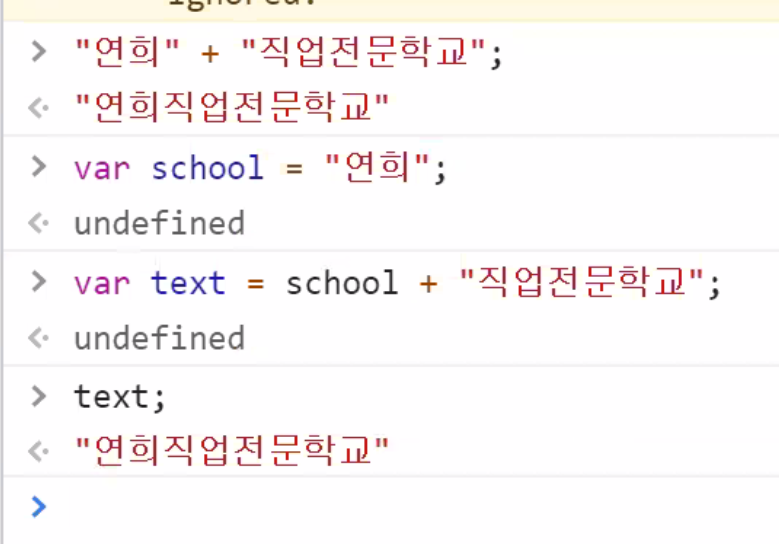 ignored.
> "연희" + "직업전문학교";
<· "연희직업전문학교"
> var school = "연희";
<· undefined
> var text = school + "직업전문학교";
<· undefined
> text;
<· "연희직업전문학교"
>